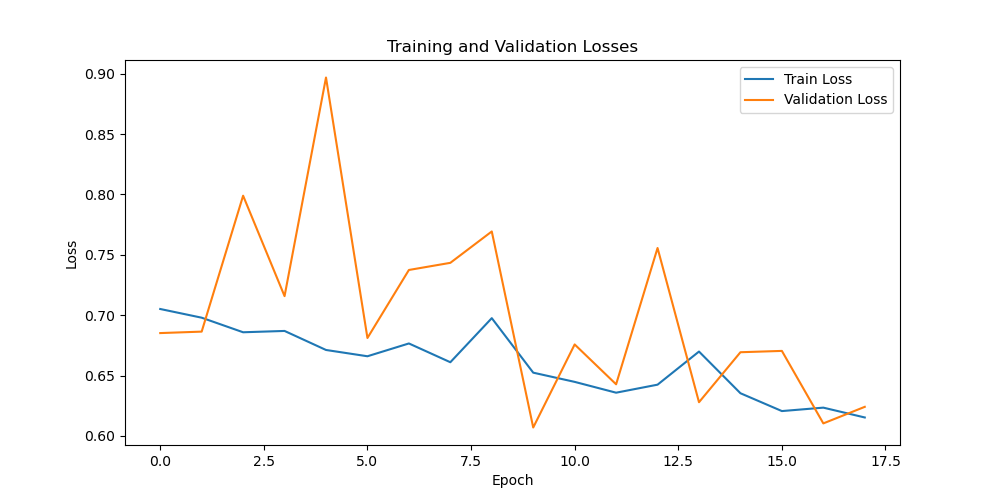 Training and Validation Losses
Train Loss
Validation Loss
0.90
0.85
0.80
0.75
0.70
0.65
0.60
Loss
0.0 2.5 5.0 7.5 10.0 12.5 15.0 17.5
Epoch